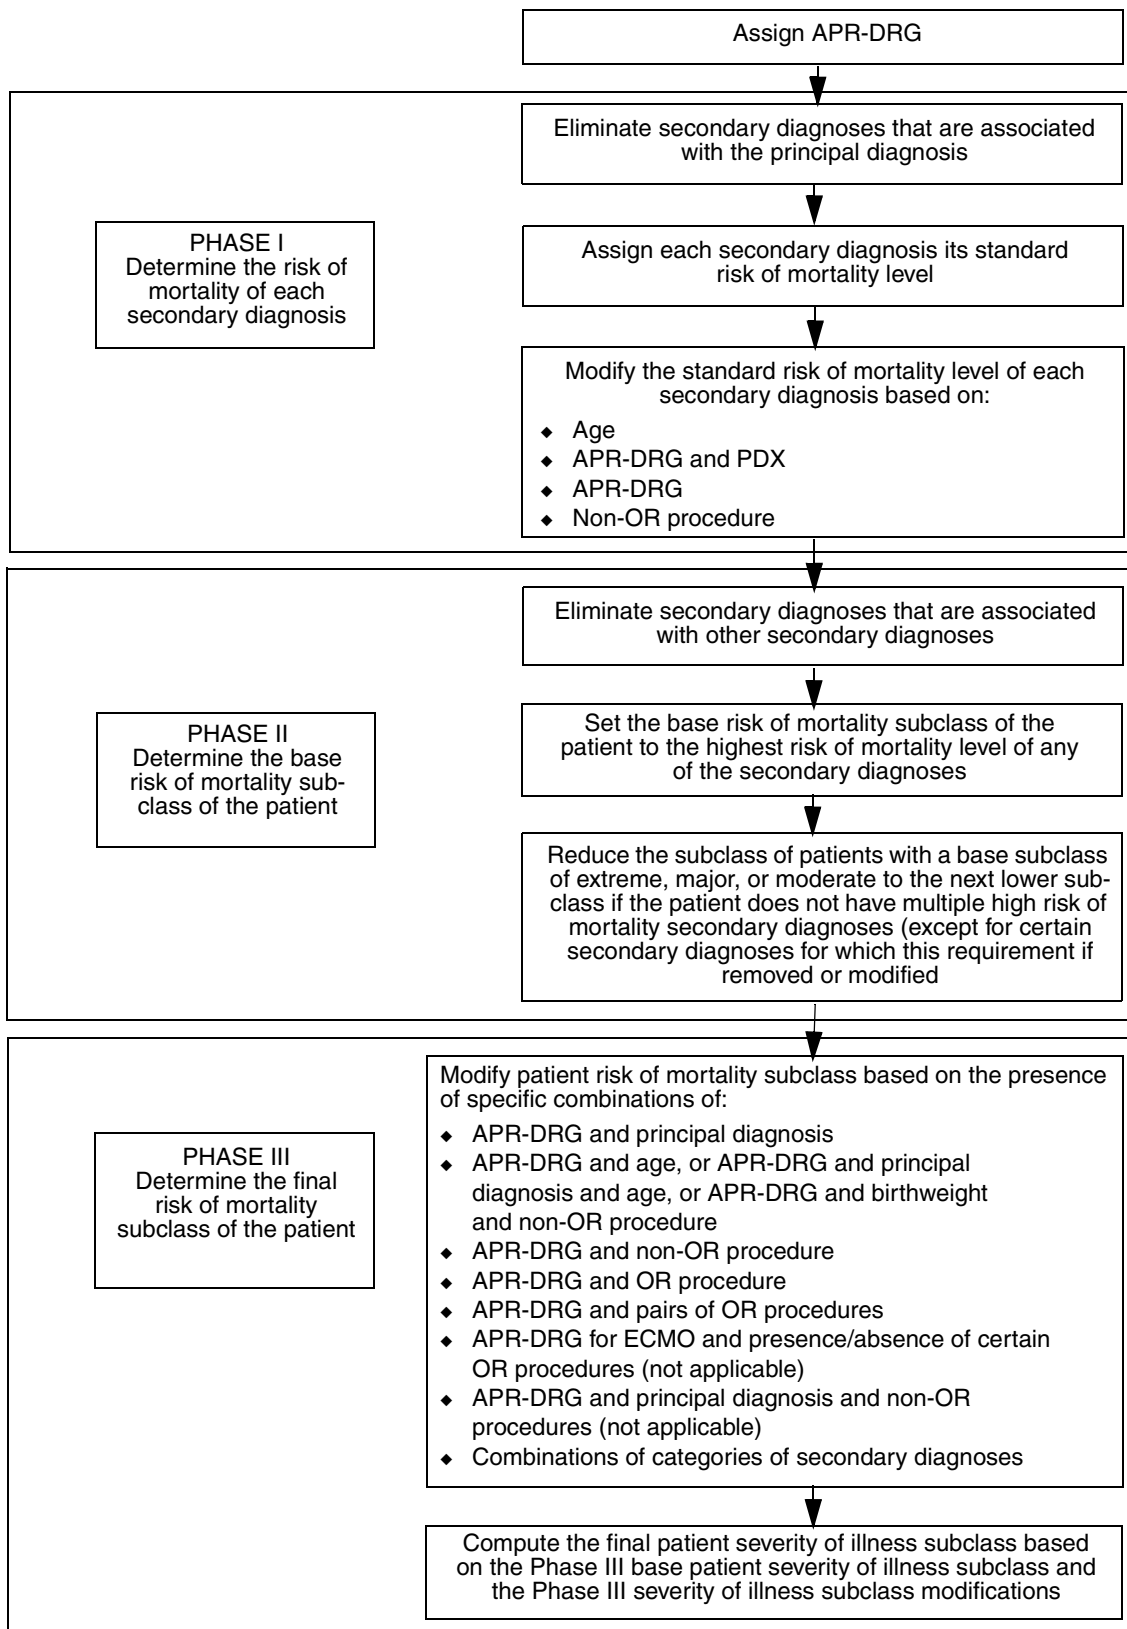 Assign APR-DRG
Eliminate secondary diagnoses that are associated
with the principal diagnosis
PHASE I
Determine the risk of
mortality of each
secondary diagnosis
Assign each secondary diagnosis its standard
risk of mortality level
Modify the standard risk of mortality level of each
secondary diagnosis based on:
◆ Age
◆ APR-DRG and PDX
◆ APR-DRG
◆ Non-OR procedure
Eliminate secondary diagnoses that are associated
with other secondary diagnoses
PHASE II
Determine the base
risk of mortality sub-
class of the patient
Set the base risk of mortality subclass of the
patient to the highest risk of mortality level of any
of the secondary diagnoses
Reduce the subclass of patients with a base subclass
of extreme, major, or moderate to the next lower sub-
class if the patient does not have multiple high risk of
mortality secondary diagnoses (except for certain
secondary diagnoses for which this requirement if
removed or modified
PHASE III
Determine the final
risk of mortality
subclass of the patient
Modify patient risk of mortality subclass based on the presence
of specific combinations of:
◆ APR-DRG and principal diagnosis
◆ APR-DRG and age, or APR-DRG and principal
diagnosis and age, or APR-DRG and birthweight
and non-OR procedure
◆ APR-DRG and non-OR procedure
◆ APR-DRG and OR procedure
◆ APR-DRG and pairs of OR procedures
◆ APR-DRG for ECMO and presence/absence of certain
OR procedures (not applicable)
◆ APR-DRG and principal diagnosis and non-OR
procedures (not applicable)
◆ Combinations of categories of secondary diagnoses
Compute the final patient severity of illness subclass based
on the Phase III base patient severity of illness subclass and
the Phase III severity of illness subclass modifications